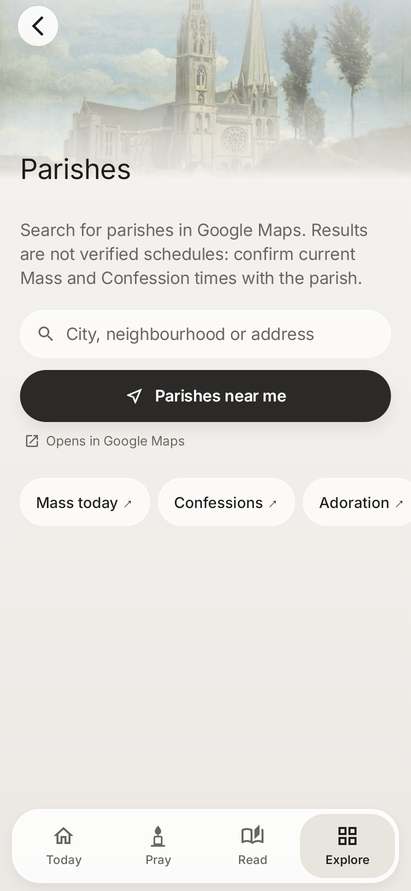 Parishes
Search for parishes in Google Maps. Results
are not verified schedules: confirm current
Mass and Confession times with the parish.
City, neighbourhood or address
Parishes near me
Opens in Google Maps
Mass today ↗
Confessions ↗
Adoration ↗
Today
Pray
Read
Explore